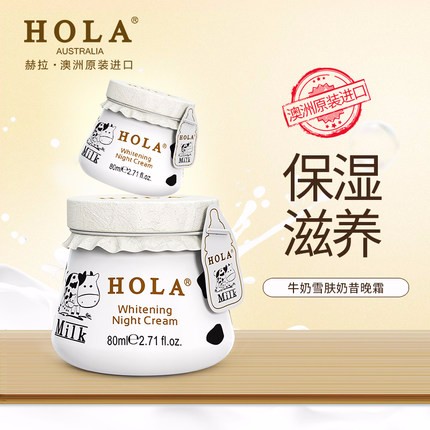 HOLA®
AUSTRALIA
赫拉·澳洲原装进口
澳洲原装进口
保湿
滋养
牛奶雪肤奶昔晚霜
HOLA®
Whitening
Night Cream
80ml℮2.71 fl.oz.
Milk
Milk
HOLA®
Whitening
Night Cream
80ml℮2.71 fl.oz.
Milk
Milk